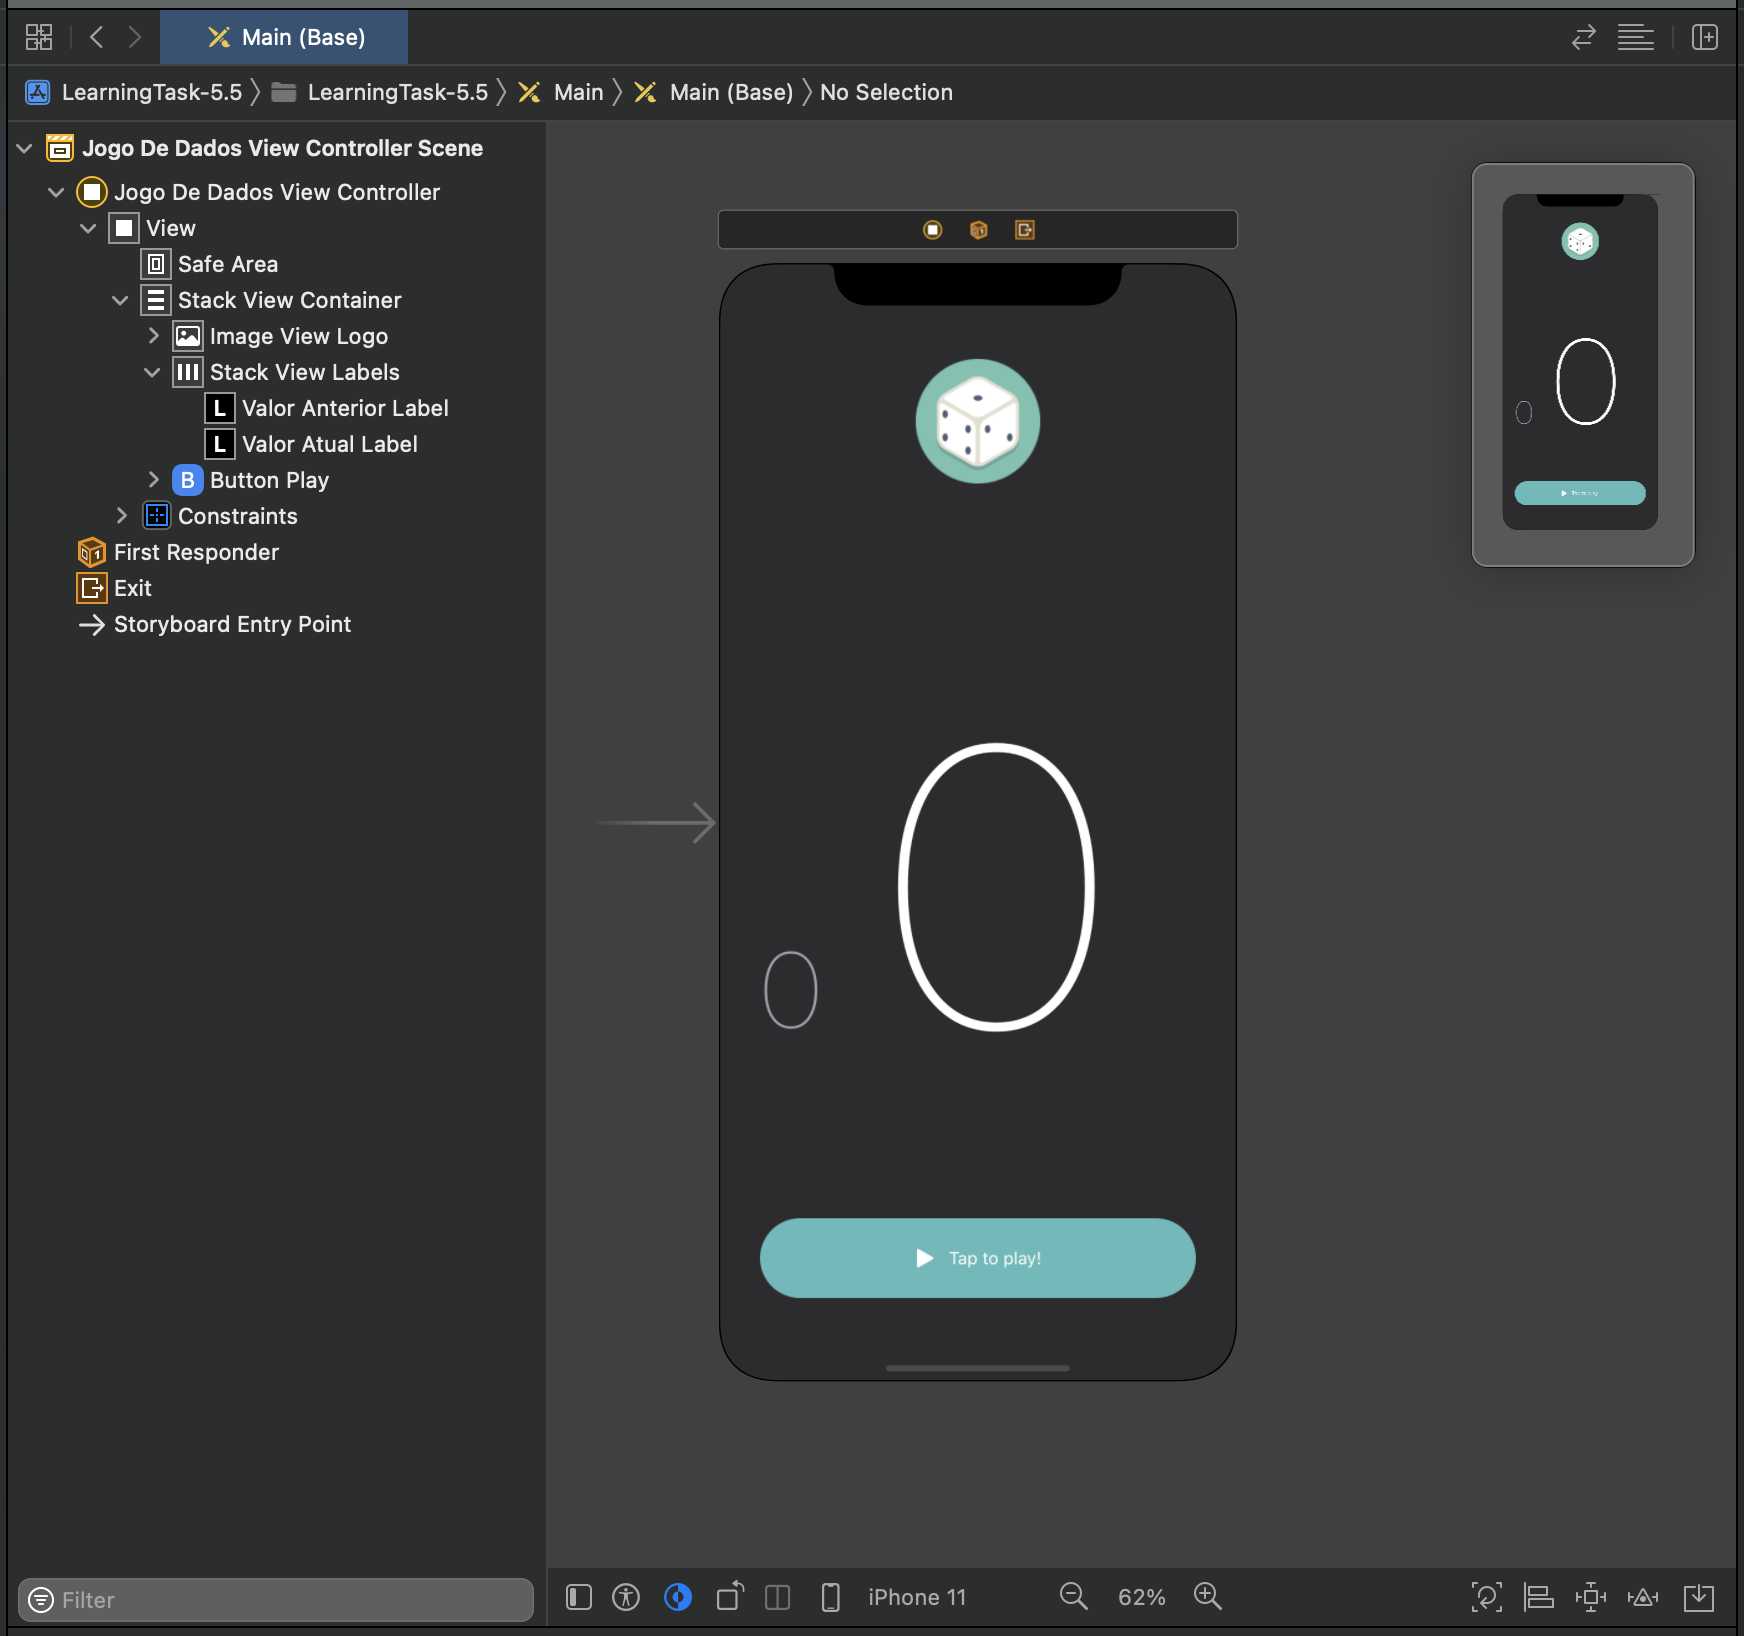 Main (Base)
LearningTask-5.5 LearningTask-5.5 Main Main (Base) No Selection
Jogo De Dados View Controller Scene
Jogo De Dados View Controller
View
Safe Area
Stack View Container
Image View Logo
Stack View Labels
L Valor Anterior Label
L Valor Atual Label
B Button Play
Constraints
1 First Responder
Exit
Storyboard Entry Point
0
0
Tap to play!
0
0
Filter
iPhone 11
62%